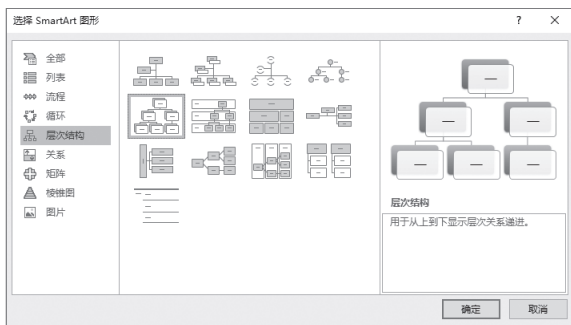 选择 SmartArt 图形
?
×
全部
列表
流程
循环
层次结构
关系
矩阵
棱锥图
图片
层次结构
用于从上到下显示层次关系递进。
确定
取消